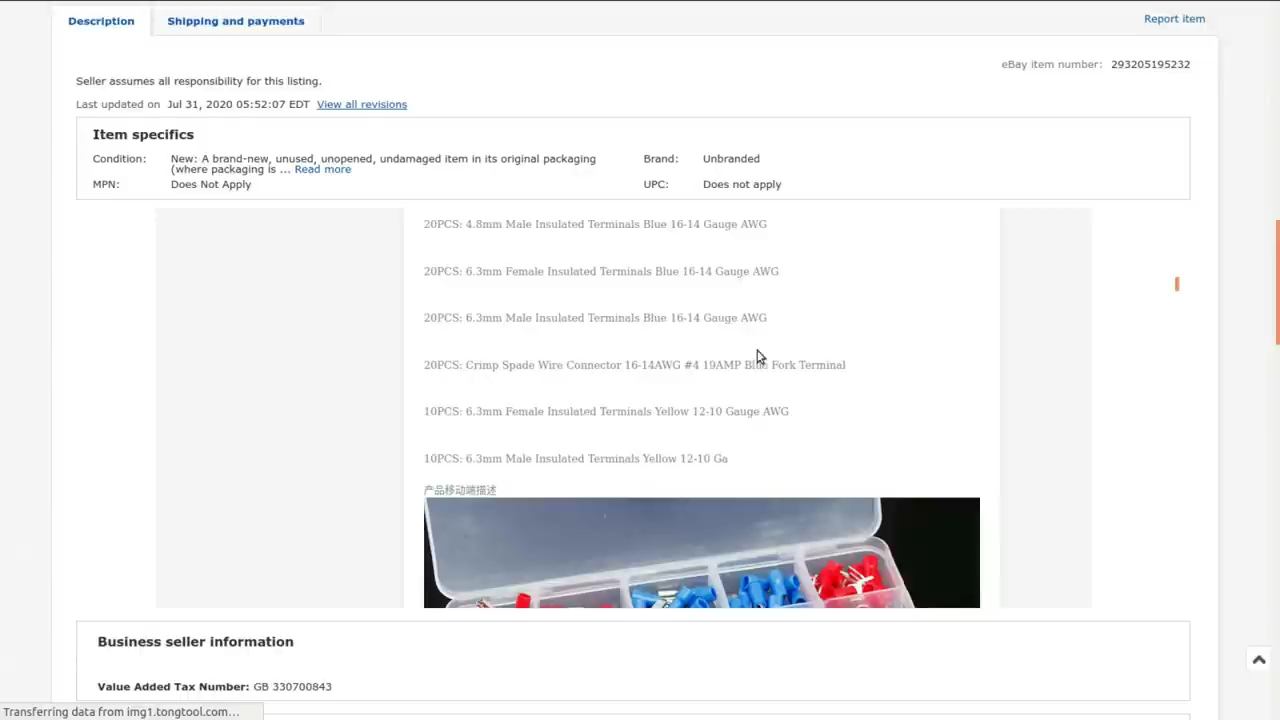 Description
Shipping and payments
Report item
eBay item number: 293205195232
Seller assumes all responsibility for this listing.
Last updated on Jul 31, 2020 05:52:07 EDT View all revisions
Item specifics
Condition: New: A brand-new, unused, unopened, undamaged item in its original packaging
(where packaging is ... Read more
Brand: Unbranded
MPN: Does Not Apply
UPC: Does not apply
20PCS: 4.8mm Male Insulated Terminals Blue 16-14 Gauge AWG
20PCS: 6.3mm Female Insulated Terminals Blue 16-14 Gauge AWG
20PCS: 6.3mm Male Insulated Terminals Blue 16-14 Gauge AWG
20PCS: Crimp Spade Wire Connector 16-14AWG #4 19AMP Blue Fork Terminal
10PCS: 6.3mm Female Insulated Terminals Yellow 12-10 Gauge AWG
10PCS: 6.3mm Male Insulated Terminals Yellow 12-10 Ga
产品移动端描述
Business seller information
Value Added Tax Number: GB 330700843
Transferring data from img1.tongtool.com...